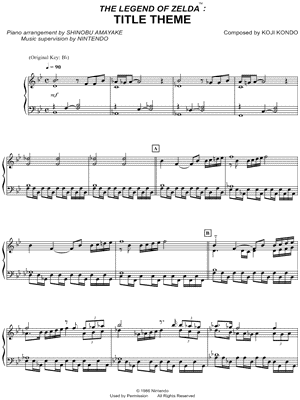 THE LEGEND OF ZELDA™:
TITLE THEME
Piano arrangement by SHINOBU AMAYAKE
Music supervision by NINTENDO
Composed by KOJI KONDO
(Original Key: B♭)
♩ = 90
mf
A
B
© 1986 Nintendo
Used by Permission. All Rights Reserved.